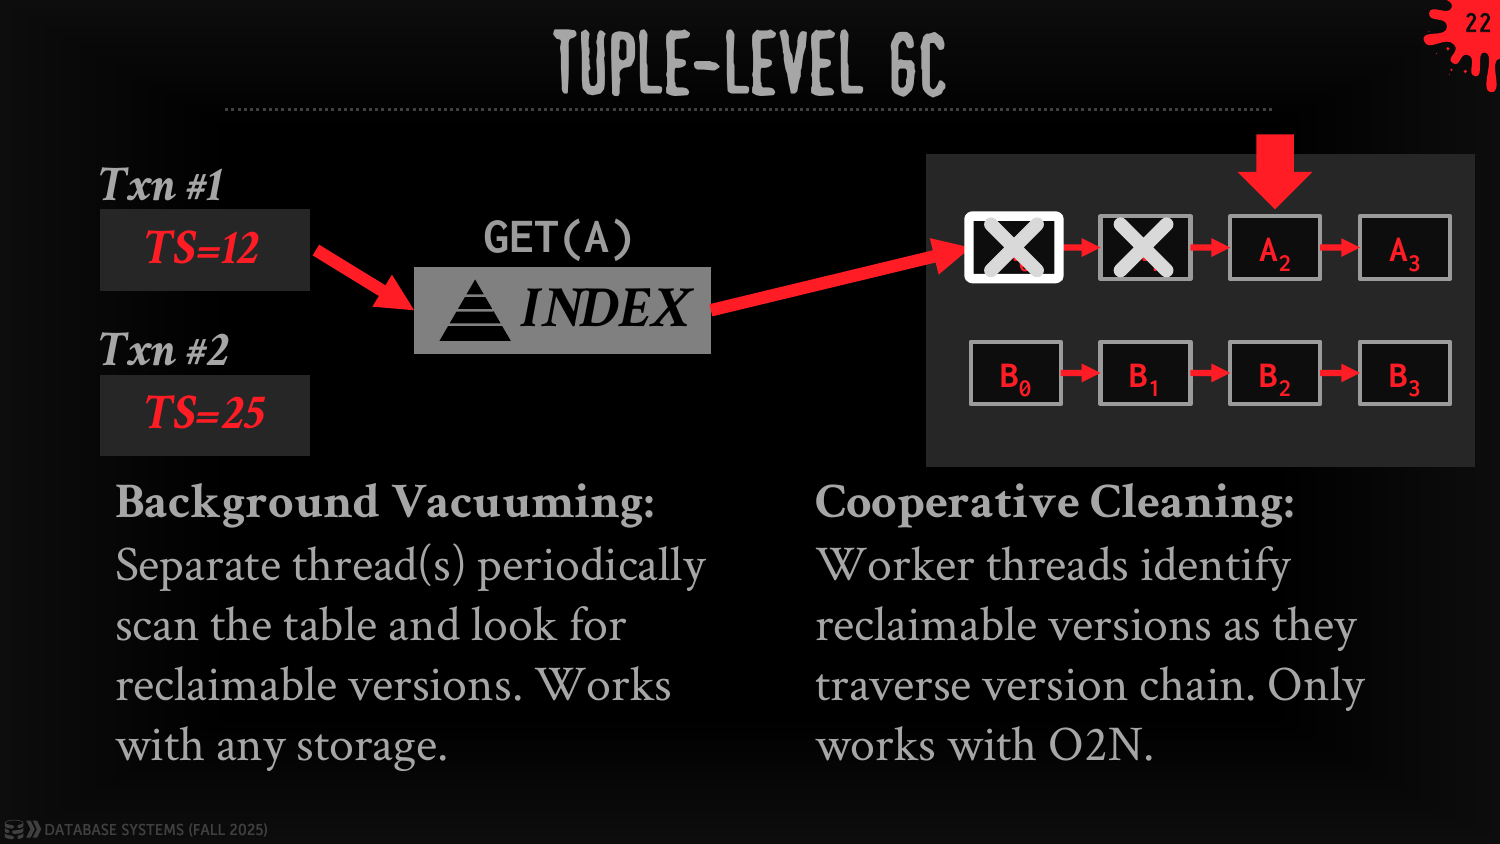 22
TUPLE-LEVEL GC
Txn #1
TS=12
GET(A)
INDEX
A2
A3
Txn #2
TS=25
B0
B1
B2
B3
Background Vacuuming:
Separate thread(s) periodically
scan the table and look for
reclaimable versions. Works
with any storage.
Cooperative Cleaning:
Worker threads identify
reclaimable versions as they
traverse version chain. Only
works with O2N.
DATABASE SYSTEMS (FALL 2025)